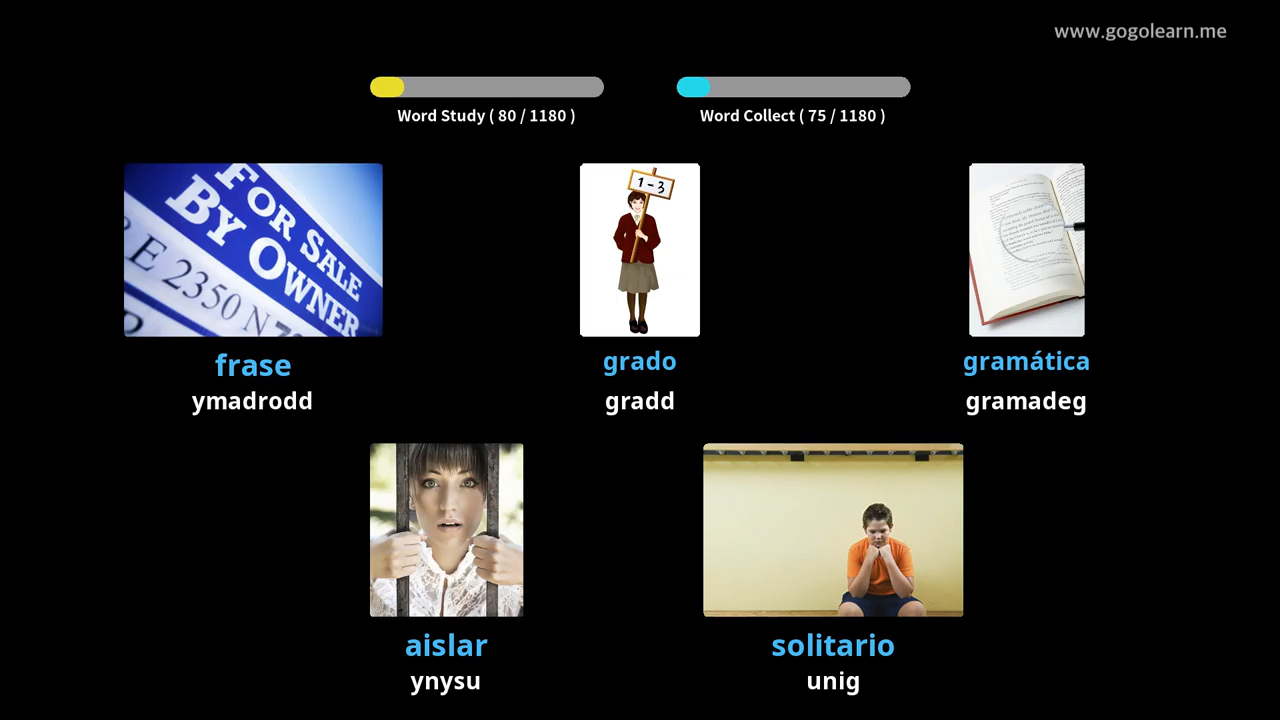 www.gogolearn.me
Word Study ( 80 / 1180 )
Word Collect ( 75 / 1180 )
FOR SALE
BY OWNER
E 2350 N
1 - 3
frase
ymadrodd
grado
gradd
gramática
gramadeg
aislar
ynysu
solitario
unig